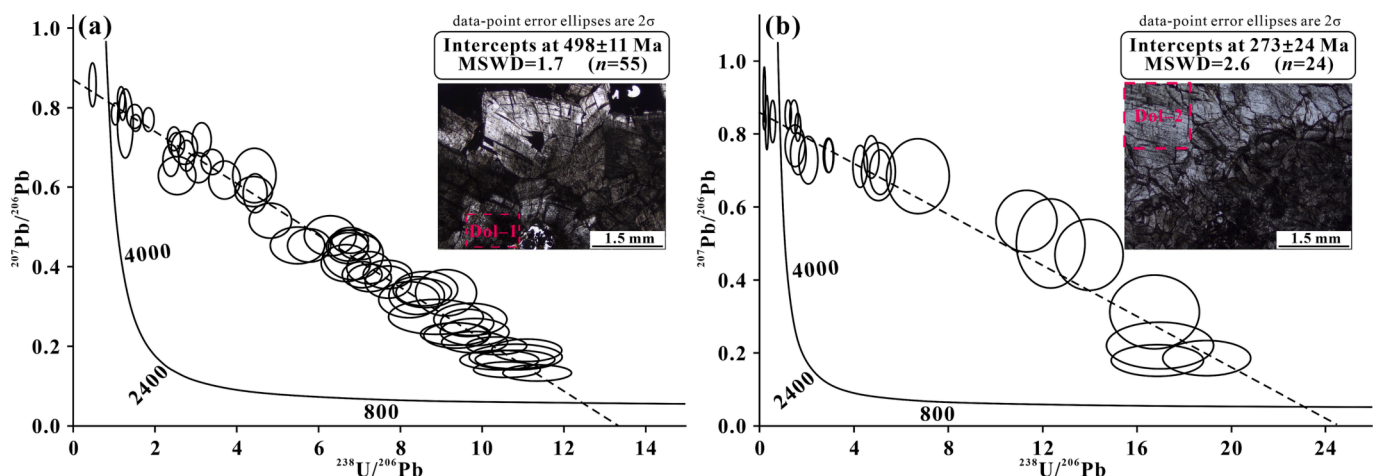 (a)
data-point error ellipses are 2σ
Intercepts at 498±11 Ma
MSWD=1.7 (n=55)
Dol–1
1.5 mm
4000
2400
800
1.0
0.8
0.6
0.4
0.2
0.0
0 2 4 6 8 10 12 14
²⁰⁷Pb/²⁰⁶Pb
²³⁸U/²⁰⁶Pb
(b)
data-point error ellipses are 2σ
Intercepts at 273±24 Ma
MSWD=2.6 (n=24)
Dol–2
1.5 mm
4000
2400
800
1.0
0.8
0.6
0.4
0.2
0.0
0 4 8 12 16 20 24
²⁰⁷Pb/²⁰⁶Pb
²³⁸U/²⁰⁶Pb